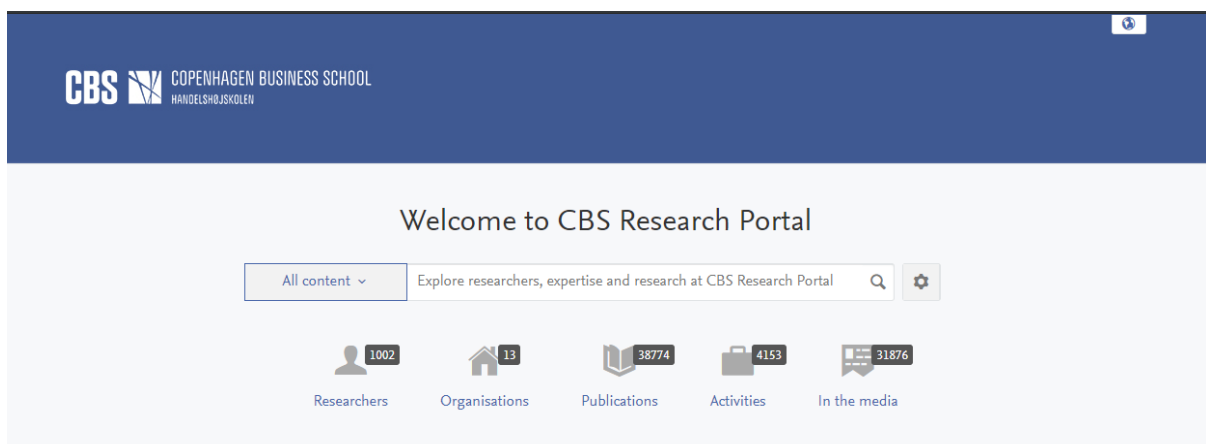 CBS COPENHAGEN BUSINESS SCHOOL
HANDELSHØJSKOLEN
Welcome to CBS Research Portal
All content Explore researchers, expertise and research at CBS Research Portal
1002 13 38774 4153 31876
Researchers Organisations Publications Activities In the media